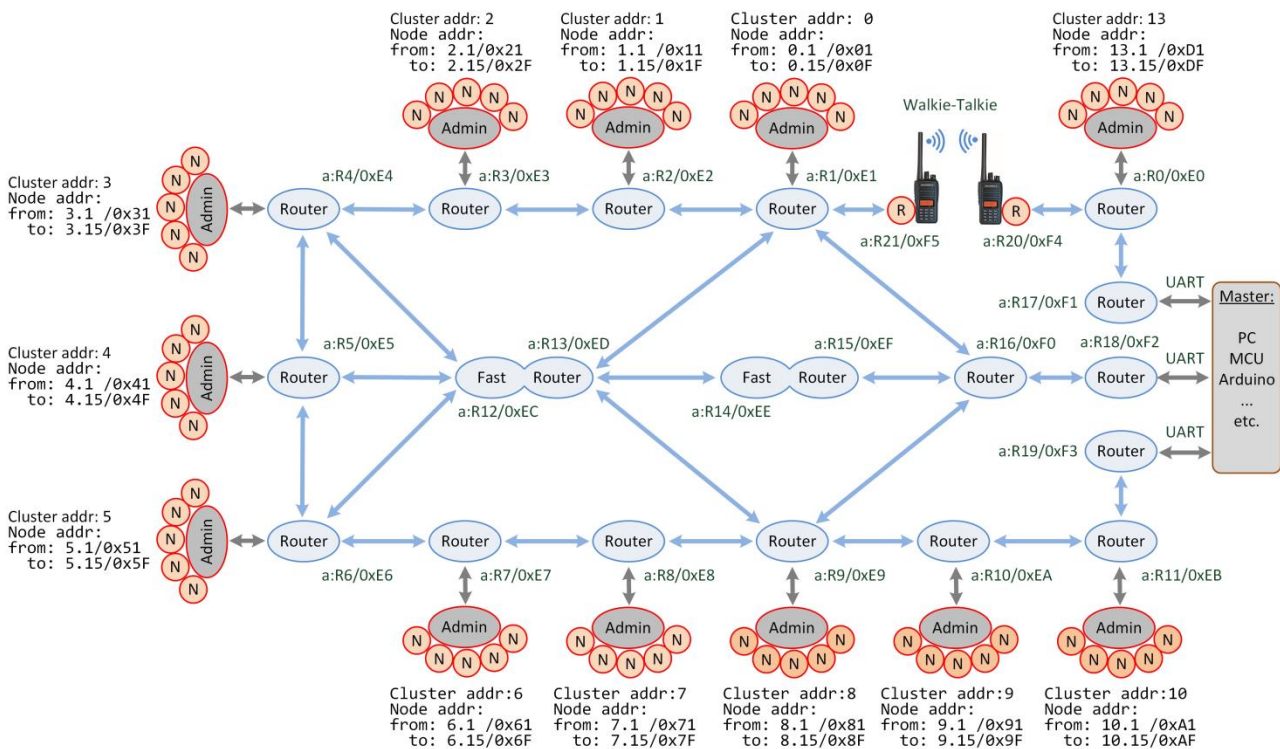 Cluster addr: 2
Node addr:
from: 2.1/0x21
to: 2.15/0x2F
Cluster addr: 1
Node addr:
from: 1.1 /0x11
to: 1.15/0x1F
Cluster addr: 0
Node addr:
from: 0.1 /0x01
to: 0.15/0x0F
Cluster addr: 13
Node addr:
from: 13.1 /0xD1
to: 13.15/0xDF
N N N N N
Admin
N N N N N
Admin
N N N N N
Admin
Walkie-Talkie
N N N N N
Admin
Cluster addr: 3
Node addr:
from: 3.1 /0x31
to: 3.15/0x3F
N N N N N
Admin
a:R4/0xE4
Router
a:R3/0xE3
Router
a:R2/0xE2
Router
a:R1/0xE1
Router
R
a:R21/0xF5
R
a:R20/0xF4
a:R0/0xE0
Router
a:R17/0xF1
Router
UART
Master:
PC
MCU
Arduino
...
etc.
Cluster addr: 4
Node addr:
from: 4.1 /0x41
to: 4.15/0x4F
N N N N N
Admin
a:R5/0xE5
Router
a:R13/0xED
Fast Router
a:R12/0xEC
a:R15/0xEF
Fast Router
a:R14/0xEE
a:R16/0xF0
Router
a:R18/0xF2
Router
UART
a:R19/0xF3
Router
UART
Cluster addr: 5
Node addr:
from: 5.1/0x51
to: 5.15/0x5F
N N N N N
Admin
Router
a:R6/0xE6
Router
a:R7/0xE7
Router
a:R8/0xE8
Router
a:R9/0xE9
Router
a:R10/0xEA
Router
a:R11/0xEB
Admin
N N N N N
Admin
N N N N N
Admin
N N N N N
Admin
N N N N N
Admin
N N N N N
Cluster addr:6
Node addr:
from: 6.1 /0x61
to: 6.15/0x6F
Cluster addr:7
Node addr:
from: 7.1 /0x71
to: 7.15/0x7F
Cluster addr:8
Node addr:
from: 8.1 /0x81
to: 8.15/0x8F
Cluster addr:9
Node addr:
from: 9.1 /0x91
to: 9.15/0x9F
Cluster addr:10
Node addr:
from: 10.1 /0xA1
to: 10.15/0xAF